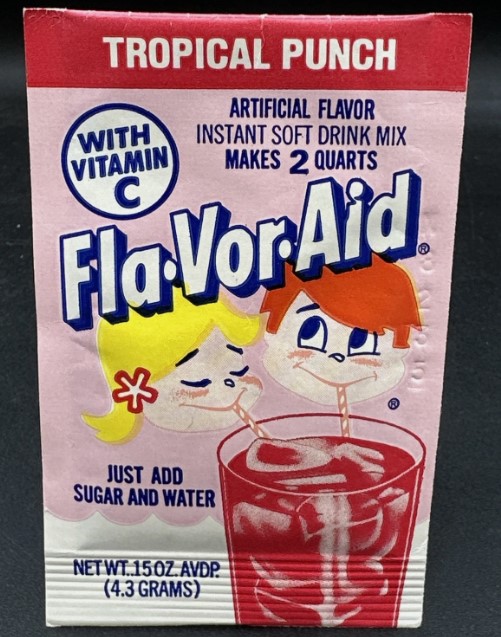 TROPICAL PUNCH
WITH
VITAMIN
C
ARTIFICIAL FLAVOR
INSTANT SOFT DRINK MIX
MAKES 2 QUARTS
Fla·Vor·Aid®
®
JUST ADD
SUGAR AND WATER
NET WT. .15 OZ. AVDP.
(4.3 GRAMS)